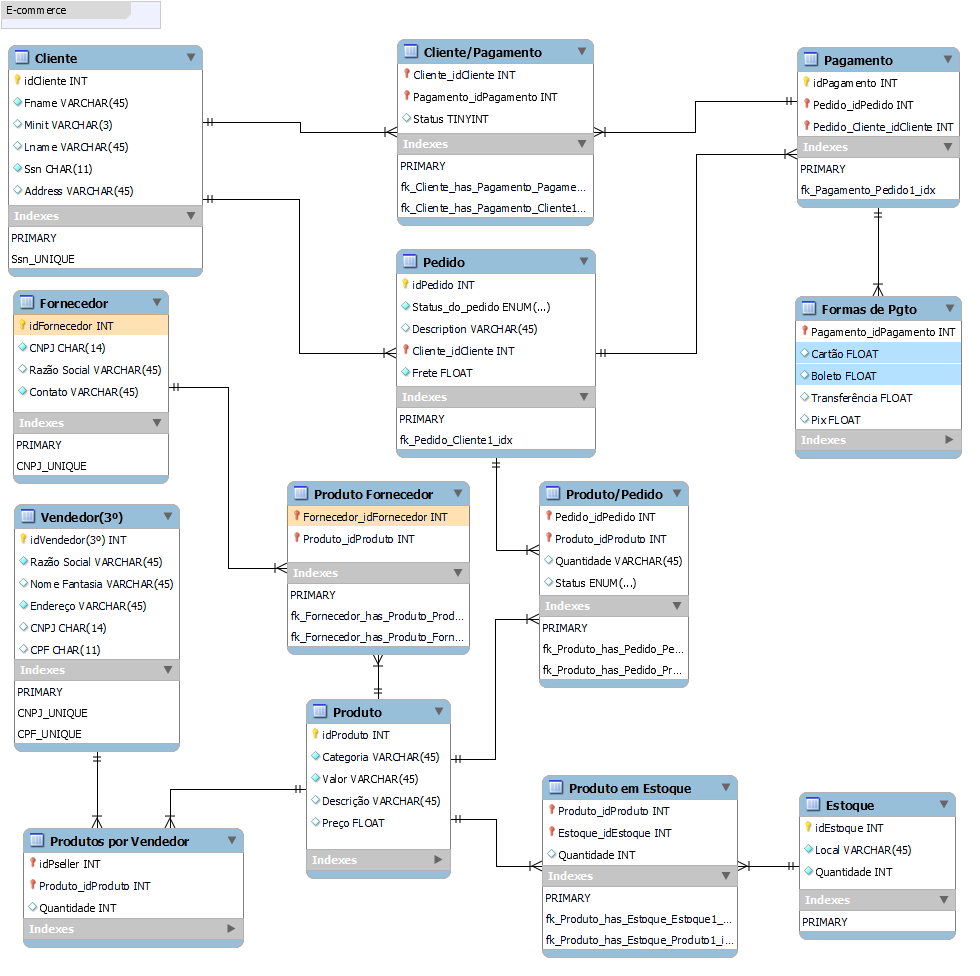 E-commerce
Cliente
idCliente INT
Fname VARCHAR(45)
Minit VARCHAR(3)
Lname VARCHAR(45)
Ssn CHAR(11)
Address VARCHAR(45)
Indexes
PRIMARY
Ssn_UNIQUE
Cliente/Pagamento
Cliente_idCliente INT
Pagamento_idPagamento INT
Status TINYINT
Indexes
PRIMARY
fk_Cliente_has_Pagamento_Pagame...
fk_Cliente_has_Pagamento_Cliente1...
Pagamento
idPagamento INT
Pedido_idPedido INT
Pedido_Cliente_idCliente INT
Indexes
PRIMARY
fk_Pagamento_Pedido1_idx
Pedido
idPedido INT
Status_do_pedido ENUM(...)
Description VARCHAR(45)
Cliente_idCliente INT
Frete FLOAT
Indexes
PRIMARY
fk_Pedido_Cliente1_idx
Fornecedor
idFornecedor INT
CNPJ CHAR(14)
Razão Social VARCHAR(45)
Contato VARCHAR(45)
Indexes
PRIMARY
CNPJ_UNIQUE
Formas de Pgto
Pagamento_idPagamento INT
Cartão FLOAT
Boleto FLOAT
Transferência FLOAT
Pix FLOAT
Indexes
Produto Fornecedor
Fornecedor_idFornecedor INT
Produto_idProduto INT
Indexes
PRIMARY
fk_Fornecedor_has_Produto_Prod...
fk_Fornecedor_has_Produto_Forn...
Produto/Pedido
Pedido_idPedido INT
Produto_idProduto INT
Quantidade VARCHAR(45)
Status ENUM(...)
Indexes
PRIMARY
fk_Produto_has_Pedido_Pe...
fk_Produto_has_Pedido_Pr...
Vendedor(3º)
idVendedor(3º) INT
Razão Social VARCHAR(45)
Nome Fantasia VARCHAR(45)
Endereço VARCHAR(45)
CNPJ CHAR(14)
CPF CHAR(11)
Indexes
PRIMARY
CNPJ_UNIQUE
CPF_UNIQUE
Produto
idProduto INT
Categoria VARCHAR(45)
Valor VARCHAR(45)
Descrição VARCHAR(45)
Preço FLOAT
Indexes
Produtos por Vendedor
idPseller INT
Produto_idProduto INT
Quantidade INT
Indexes
Produto em Estoque
Produto_idProduto INT
Estoque_idEstoque INT
Quantidade INT
Indexes
PRIMARY
fk_Produto_has_Estoque_Estoque1_...
fk_Produto_has_Estoque_Produto1_i...
Estoque
idEstoque INT
Local VARCHAR(45)
Quantidade INT
Indexes
PRIMARY